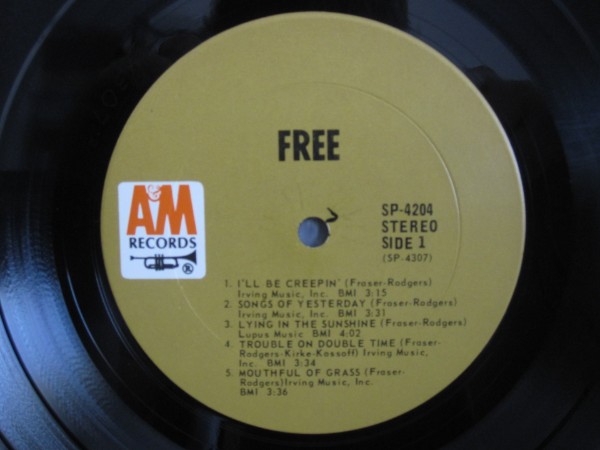 FREE
A&M
RECORDS
®
SP-4204
STEREO
SIDE 1
(SP-4307)
1. I'LL BE CREEPIN' (Fraser-Rodgers)
Irving Music, Inc. BMI 3:15
2. SONGS OF YESTERDAY (Fraser-Rodgers)
Irving Music, Inc. BMI 3:31
3. LYING IN THE SUNSHINE (Fraser-Rodgers)
Lupus Music BMI 4:02
4. TROUBLE ON DOUBLE TIME (Fraser-
Rodgers-Kirke-Kossoff) Irving Music,
Inc. BMI 3:34
5. MOUTHFUL OF GRASS (Fraser-
Rodgers)Irving Music, Inc.
BMI 3:36